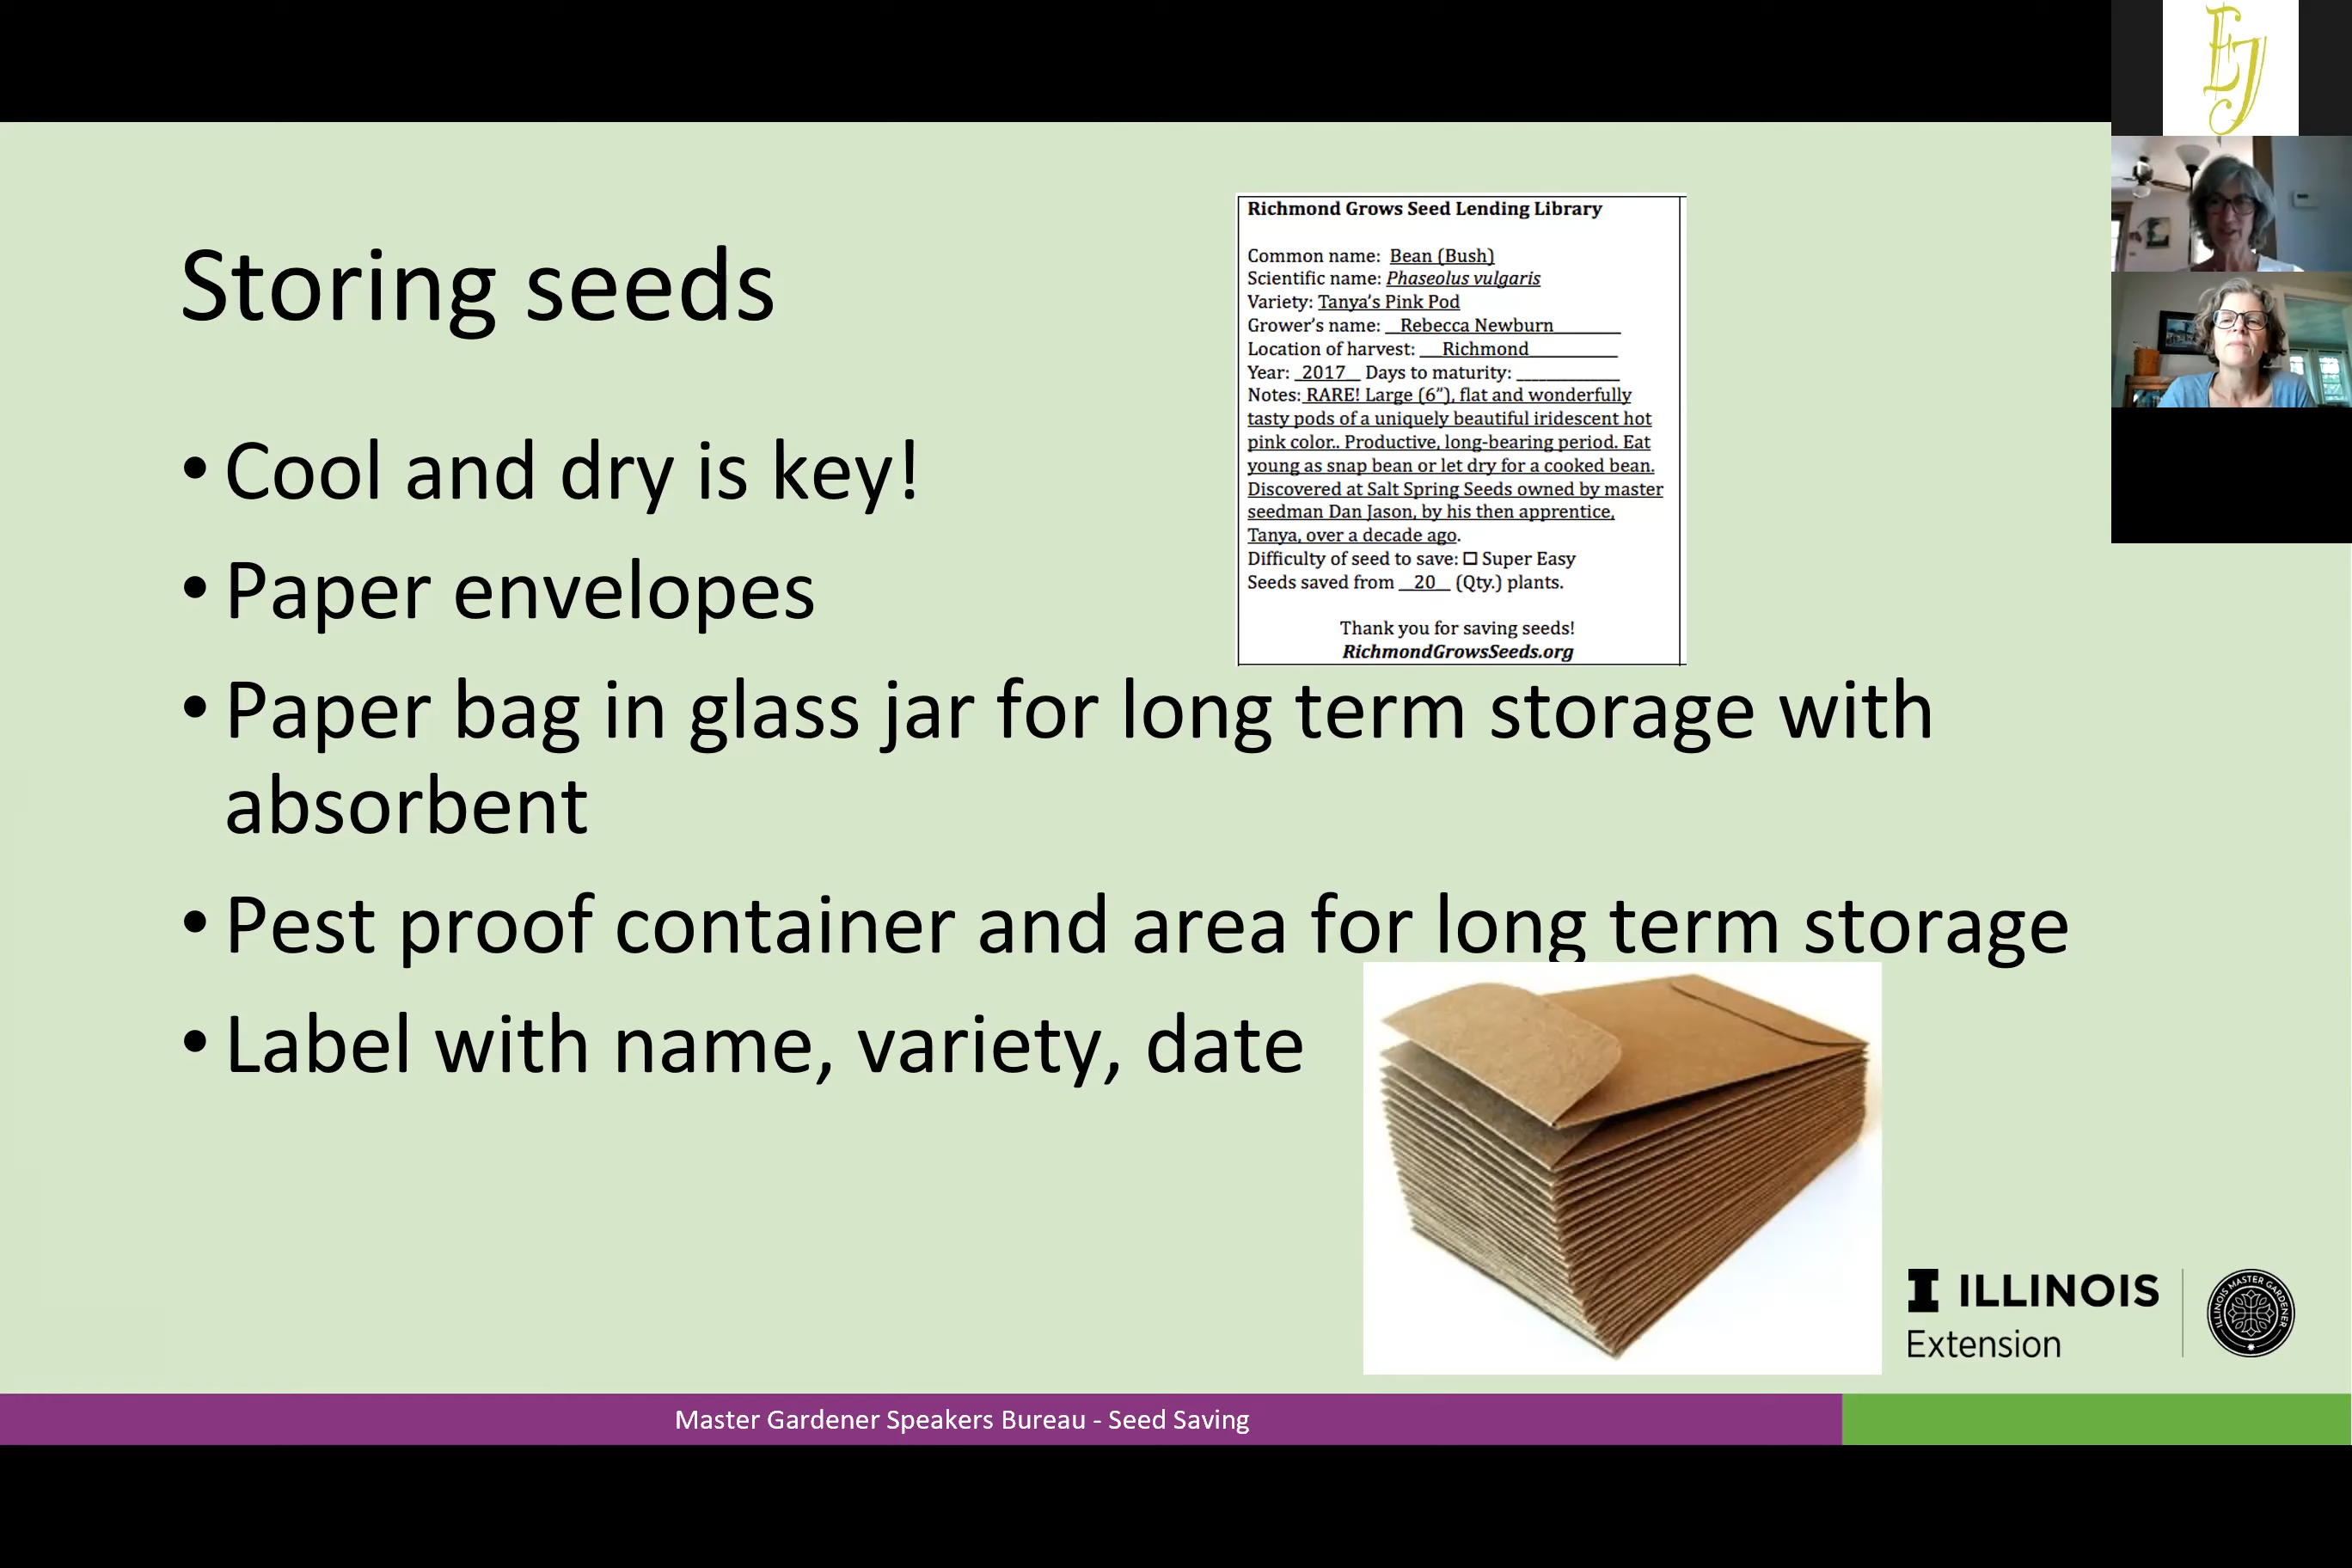 Storing seeds
• Cool and dry is key!
• Paper envelopes
• Paper bag in glass jar for long term storage with
absorbent
• Pest proof container and area for long term storage
• Label with name, variety, date
Richmond Grows Seed Lending Library
Common name: Bean (Bush)
Scientific name: Phaseolus vulgaris
Variety: Tanya's Pink Pod
Grower's name: __Rebecca Newburn________
Location of harvest: ___Richmond___________
Year: _2017__ Days to maturity: _____________
Notes: RARE! Large (6"), flat and wonderfully
tasty pods of a uniquely beautiful iridescent hot
pink color.. Productive, long-bearing period. Eat
young as snap bean or let dry for a cooked bean.
Discovered at Salt Spring Seeds owned by master
seedman Dan Jason, by his then apprentice,
Tanya, over a decade ago.
Difficulty of seed to save: ☐ Super Easy
Seeds saved from __20__ (Qty.) plants.
Thank you for saving seeds!
RichmondGrowsSeeds.org
EJ
I ILLINOIS
Extension
ILLINOIS MASTER GARDENER
Master Gardener Speakers Bureau - Seed Saving